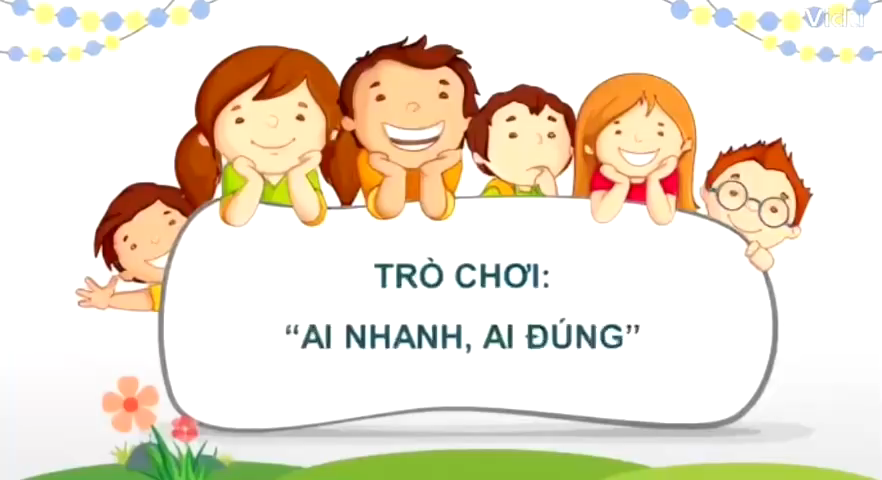 TRÒ CHƠI:
“AI NHANH, AI ĐÚNG”